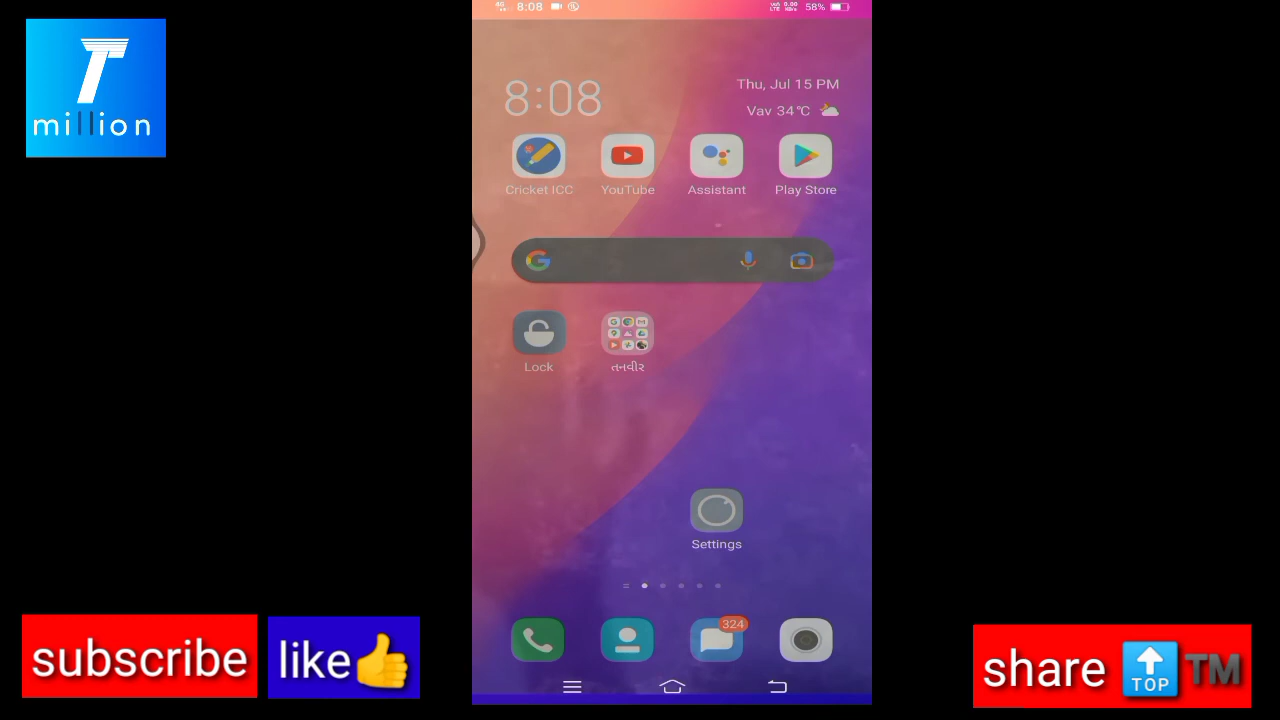 T
million
4G 8:08 58%
8:08
Thu, Jul 15 PM
Vav 34°C
Cricket ICC YouTube Assistant Play Store
G
Lock તનવીર
Settings
324
subscribe
like👍
share 🔝 TM